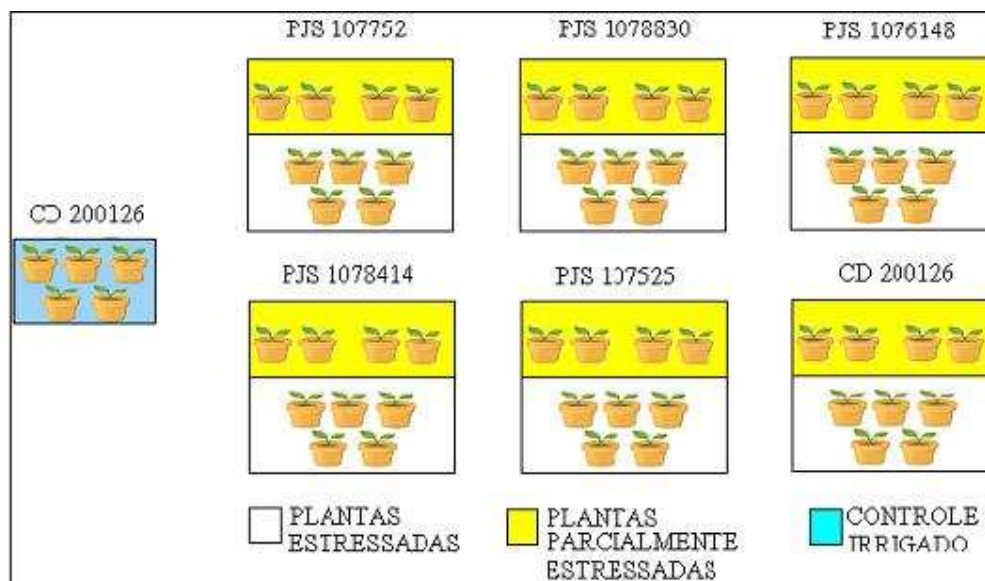 PJS 107752
PJS 1078830
PJS 1076148
CD 200126
PJS 1078414
PJS 107525
CD 200126
PLANTAS
ESTRESSADAS
PLANTAS
PARCIALMENTE
ESTRESSADAS
CONTROLE
IRRIGADO